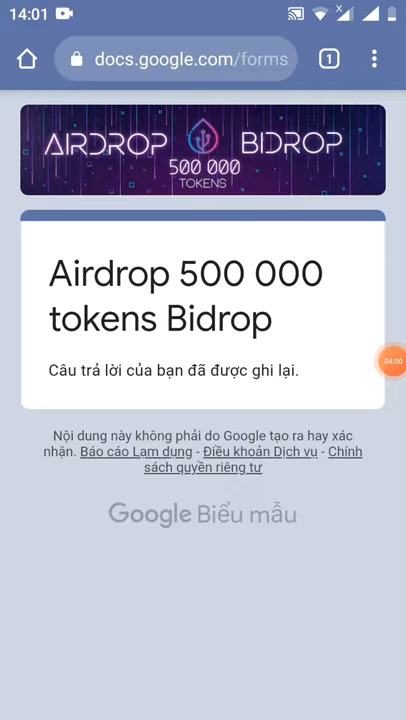 14:01
docs.google.com/forms
1
AIRDROP BIDROP
500 000
TOKENS
Airdrop 500 000
tokens Bidrop
Câu trả lời của bạn đã được ghi lại.
04:00
Nội dung này không phải do Google tạo ra hay xác
nhận. Báo cáo Lạm dụng - Điều khoản Dịch vụ - Chính
sách quyền riêng tư
Google Biểu mẫu